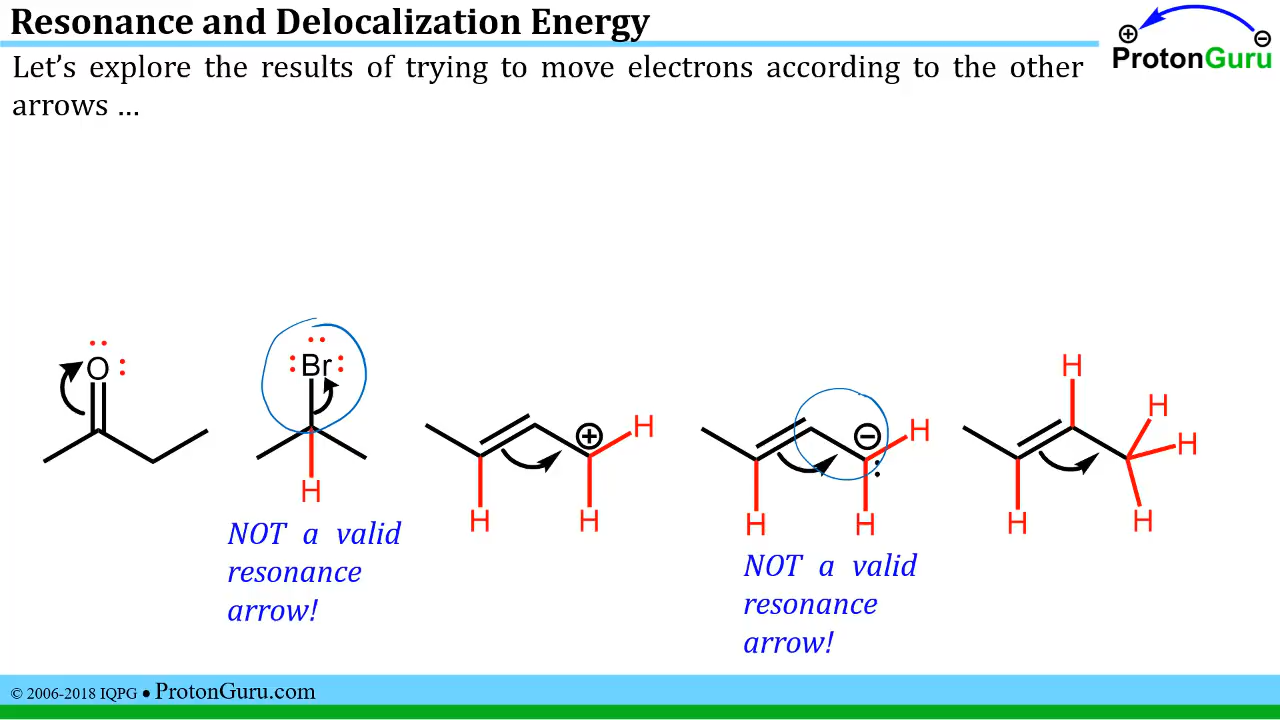 Resonance and Delocalization Energy
⊕ ⊖
ProtonGuru
Let's explore the results of trying to move electrons according to the other
arrows ...
O
Br
H
NOT a valid
resonance
arrow!
⊕ H
H H
⊖ H
H H
NOT a valid
resonance
arrow!
H
H
H
H H
© 2006-2018 IQPG ● ProtonGuru.com